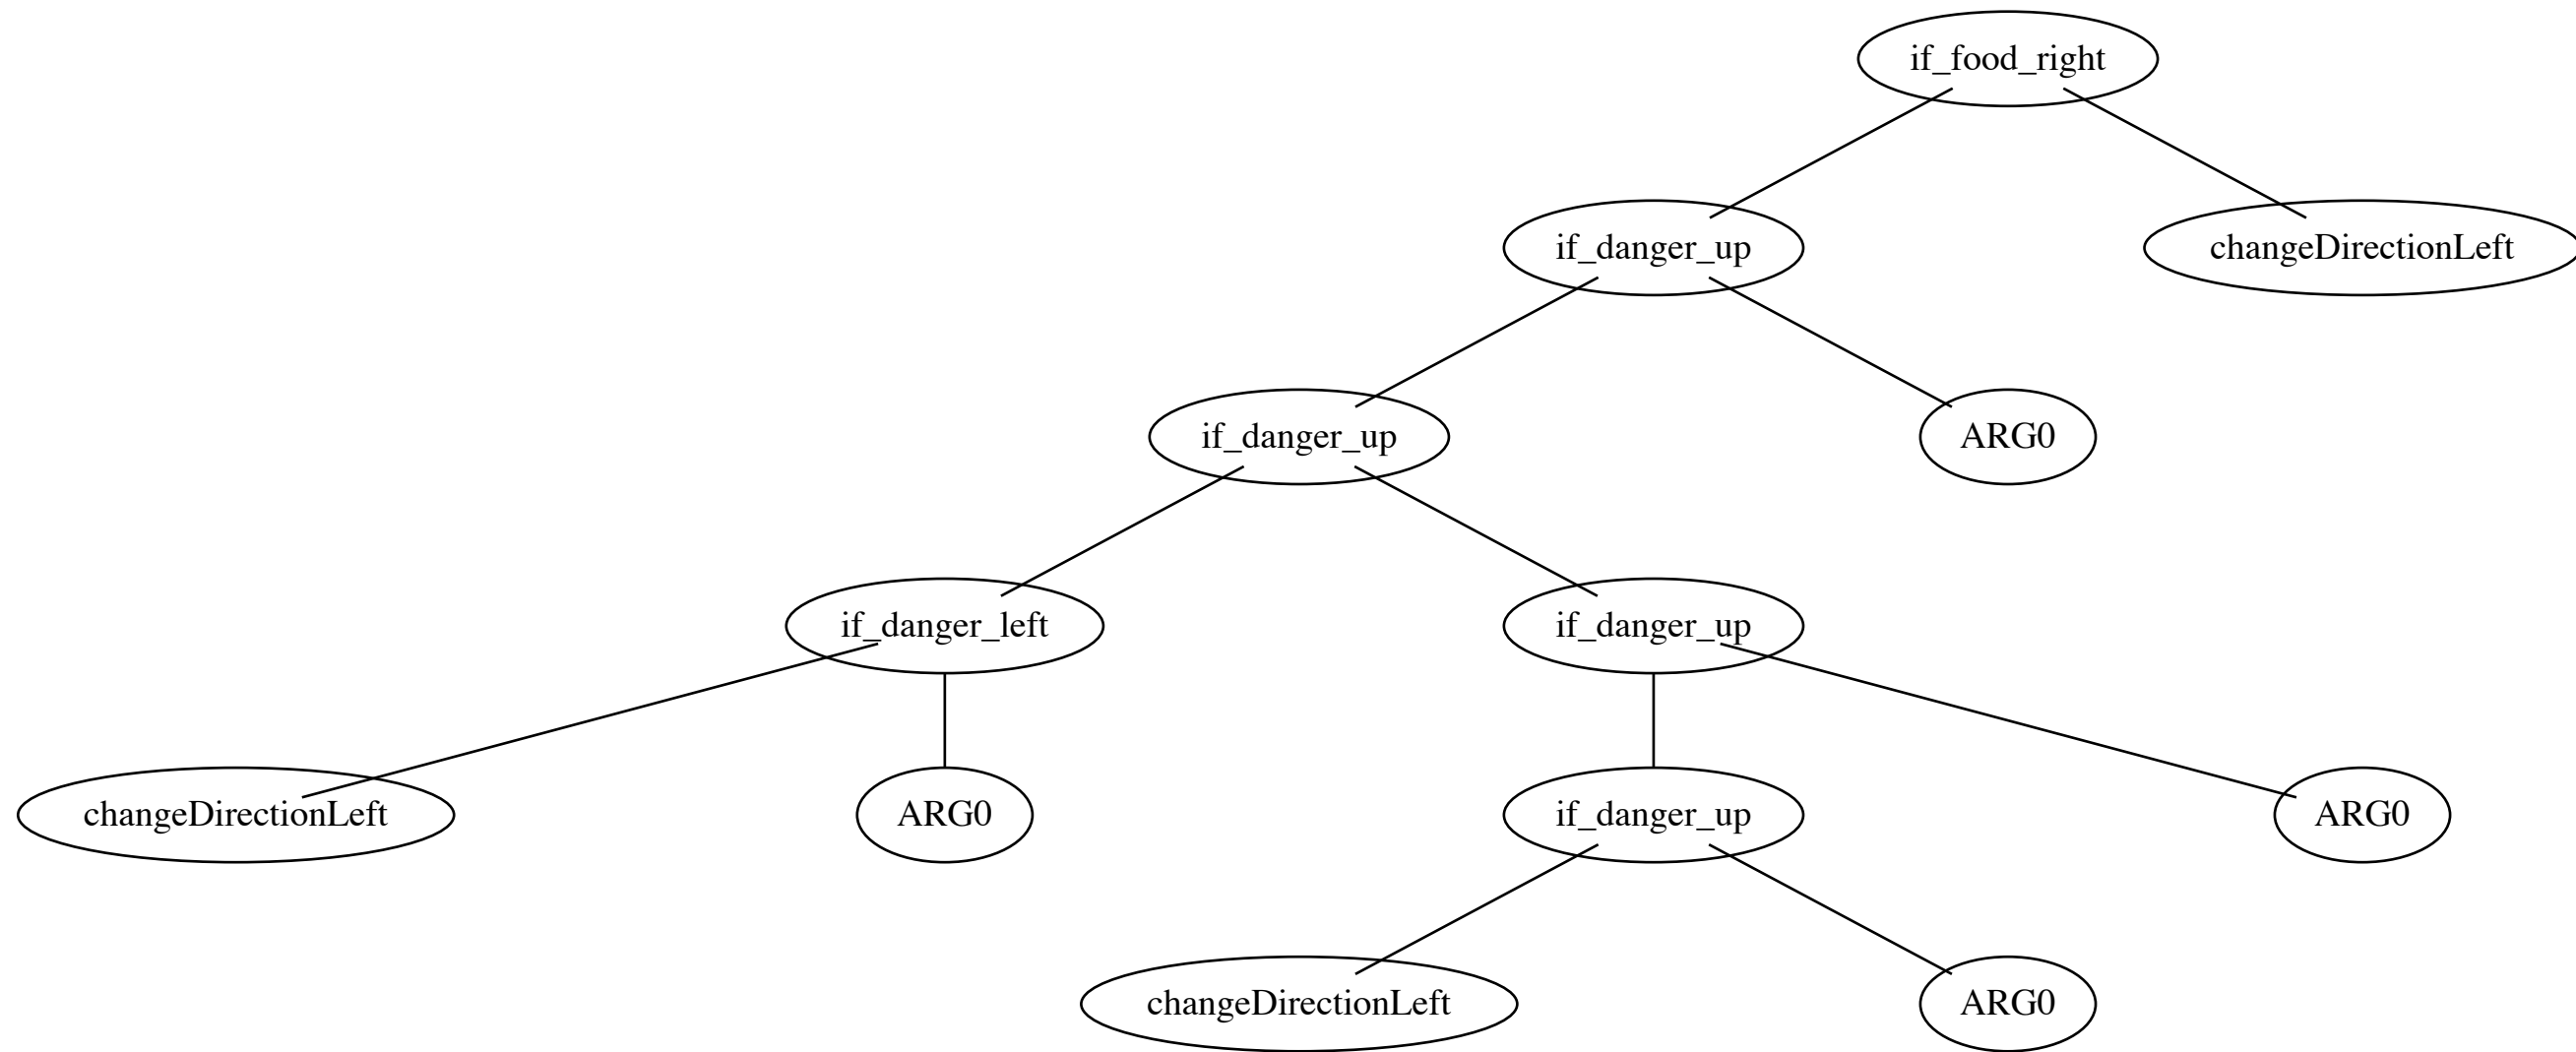 if_food_right
if_danger_up
changeDirectionLeft
if_danger_up
ARG0
if_danger_left
if_danger_up
changeDirectionLeft
ARG0
if_danger_up
ARG0
changeDirectionLeft
ARG0